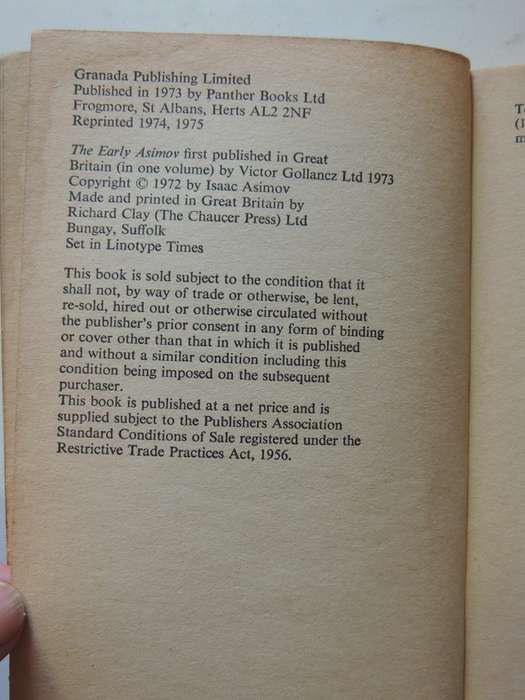 Granada Publishing Limited
Published in 1973 by Panther Books Ltd
Frogmore, St Albans, Herts AL2 2NF
Reprinted 1974, 1975
The Early Asimov first published in Great
Britain (in one volume) by Victor Gollancz Ltd 1973
Copyright © 1972 by Isaac Asimov
Made and printed in Great Britain by
Richard Clay (The Chaucer Press) Ltd
Bungay, Suffolk
Set in Linotype Times
This book is sold subject to the condition that it
shall not, by way of trade or otherwise, be lent,
re-sold, hired out or otherwise circulated without
the publisher's prior consent in any form of binding
or cover other than that in which it is published
and without a similar condition including this
condition being imposed on the subsequent
purchaser.
This book is published at a net price and is
supplied subject to the Publishers Association
Standard Conditions of Sale registered under the
Restrictive Trade Practices Act, 1956.